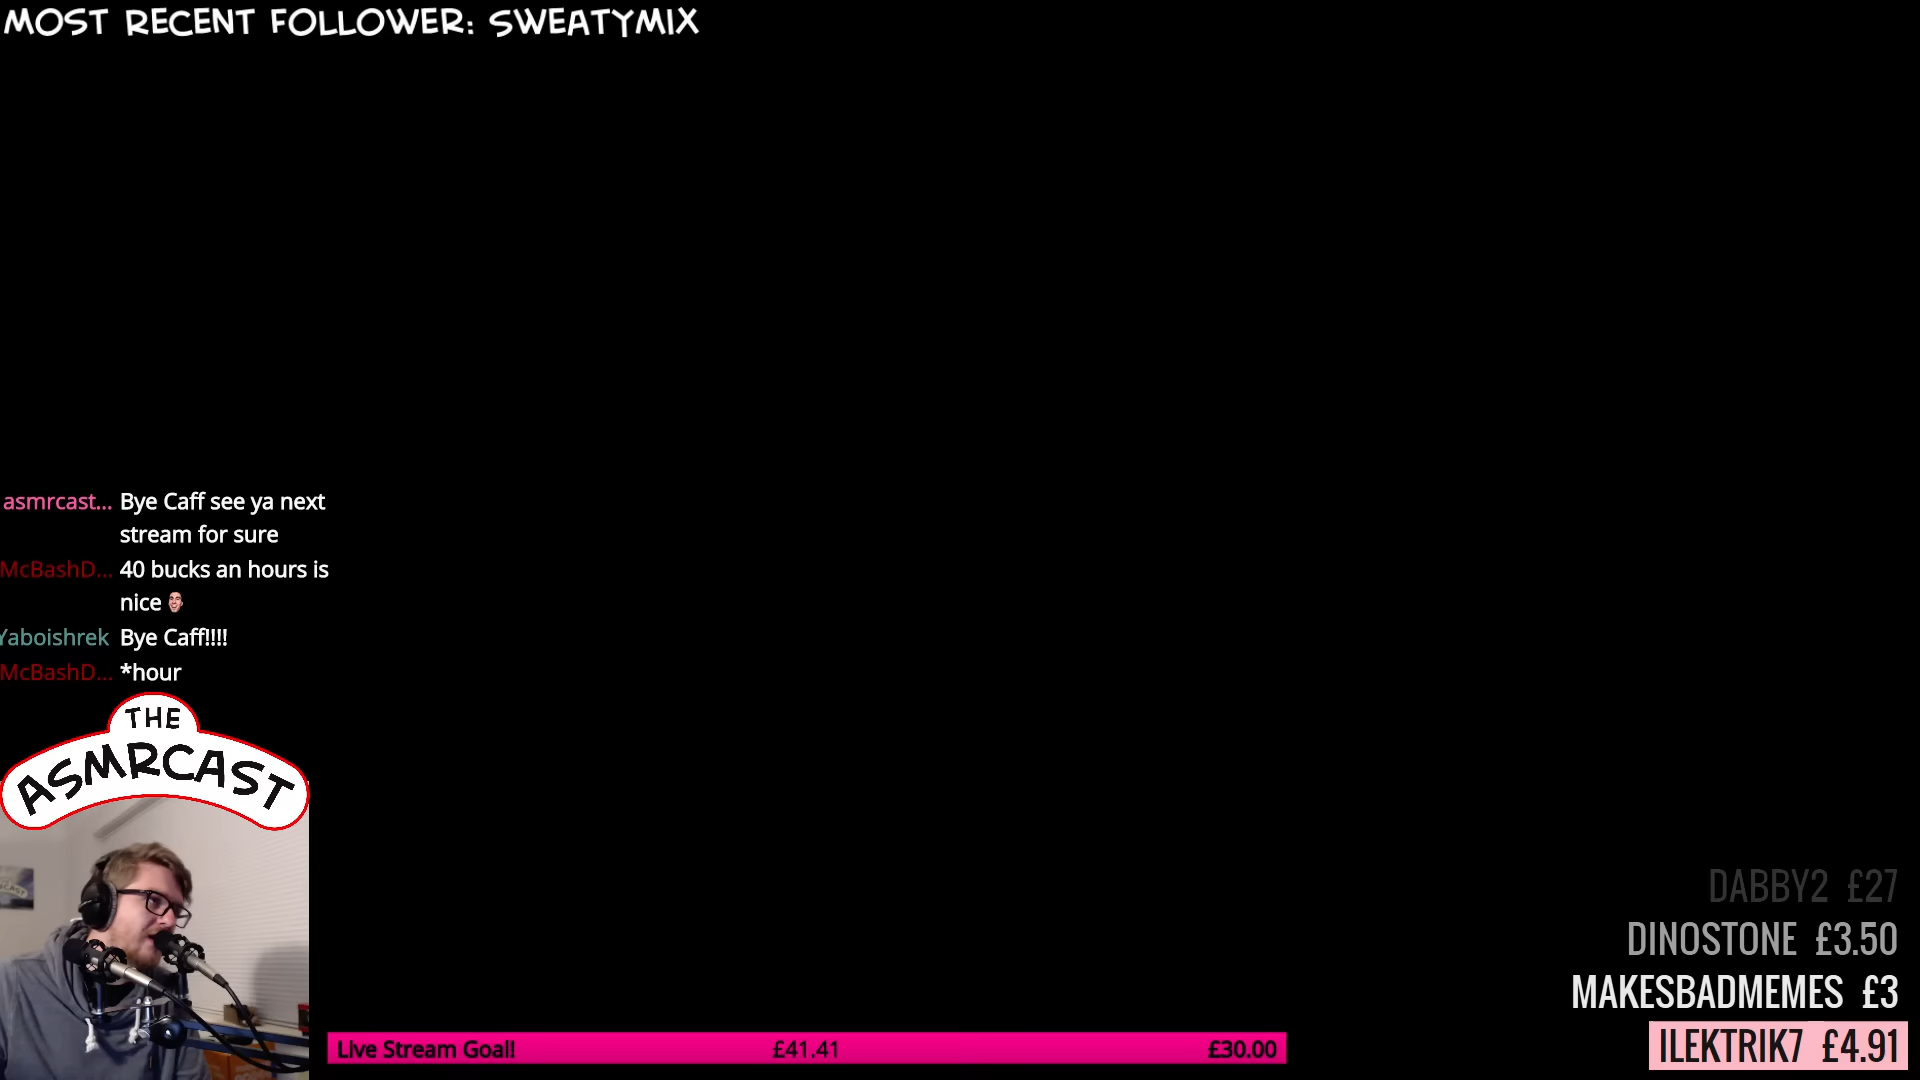 MOST RECENT FOLLOWER: SWEATYMIX
asmrcast... Bye Caff see ya next
stream for sure
McBashD... 40 bucks an hours is
nice
Yaboishrek Bye Caff!!!!
McBashD... *hour
THE
ASMRCAST
DABBY2 £27
DINOSTONE £3.50
MAKESBADMEMES £3
ILEKTRIK7 £4.91
Live Stream Goal! £41.41 £30.00